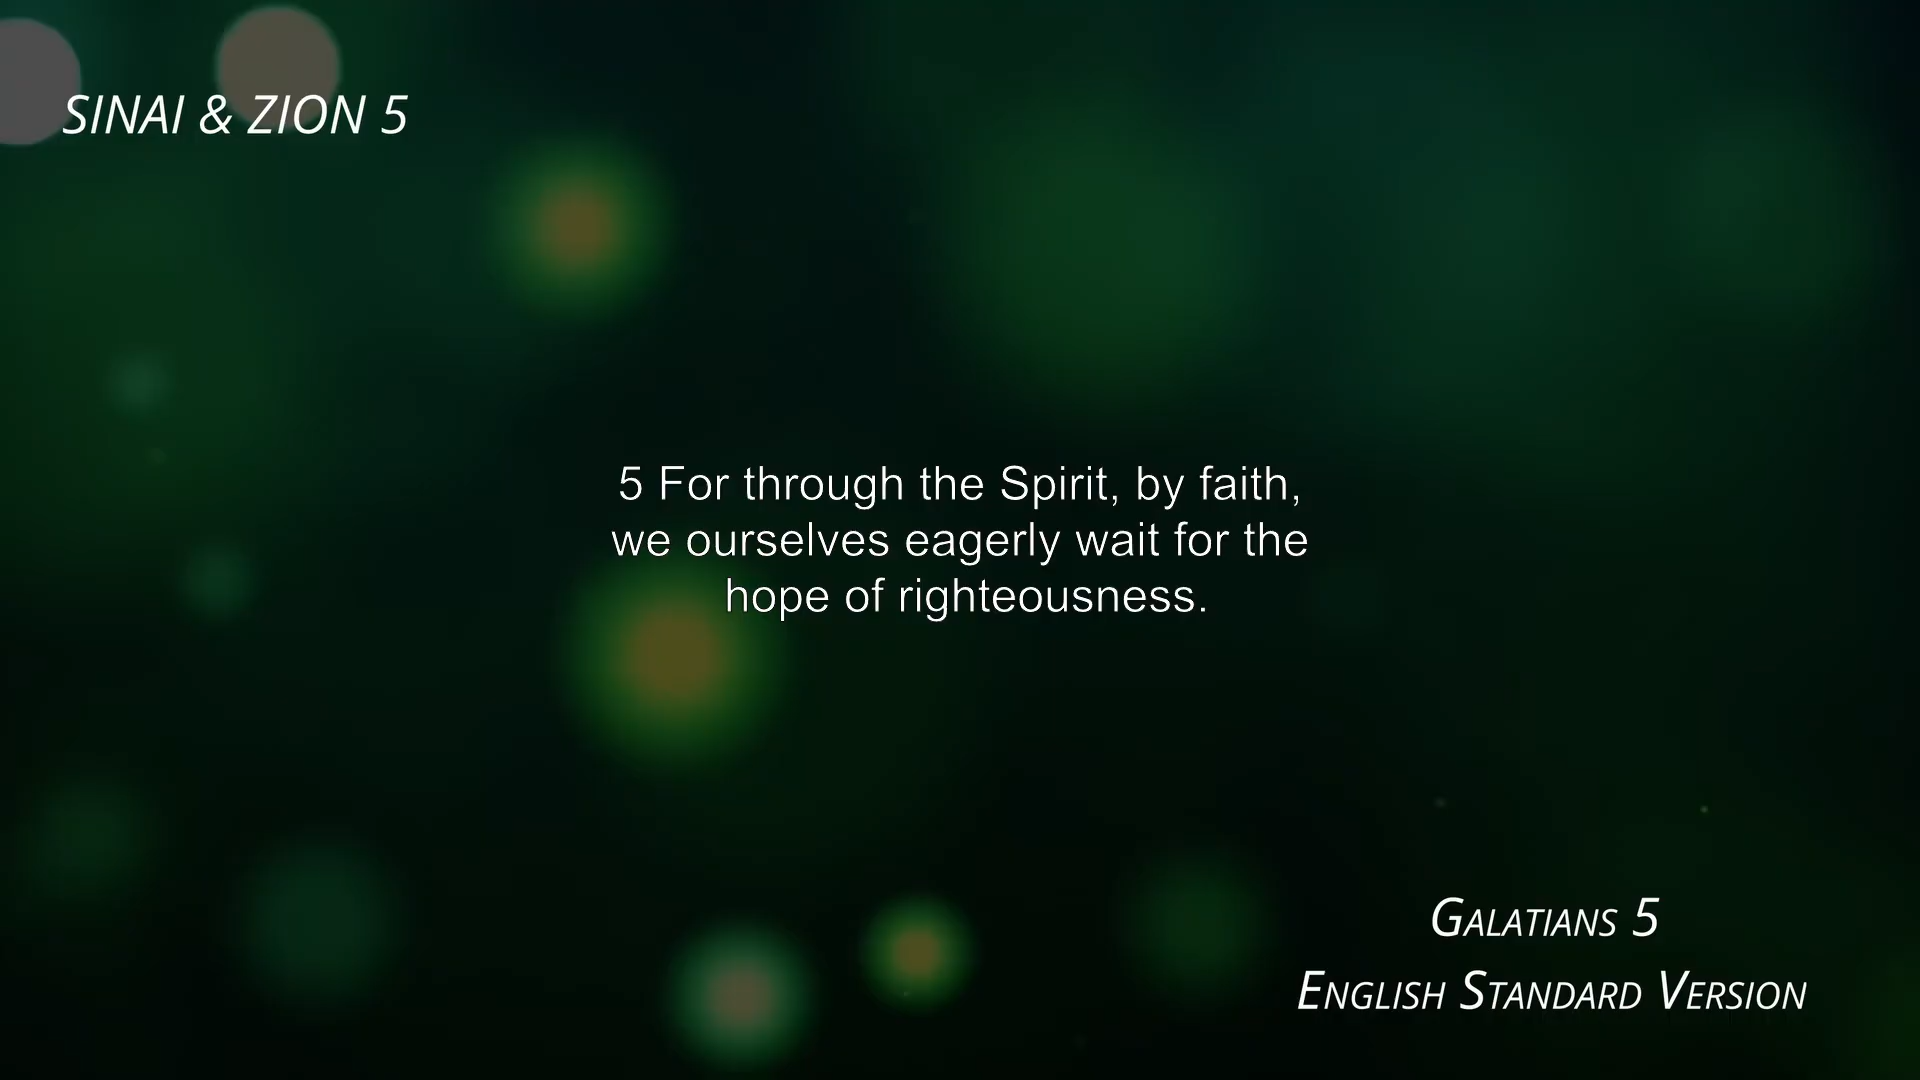 SINAI & ZION 5
5 For through the Spirit, by faith,
we ourselves eagerly wait for the
hope of righteousness.
GALATIANS 5
ENGLISH STANDARD VERSION